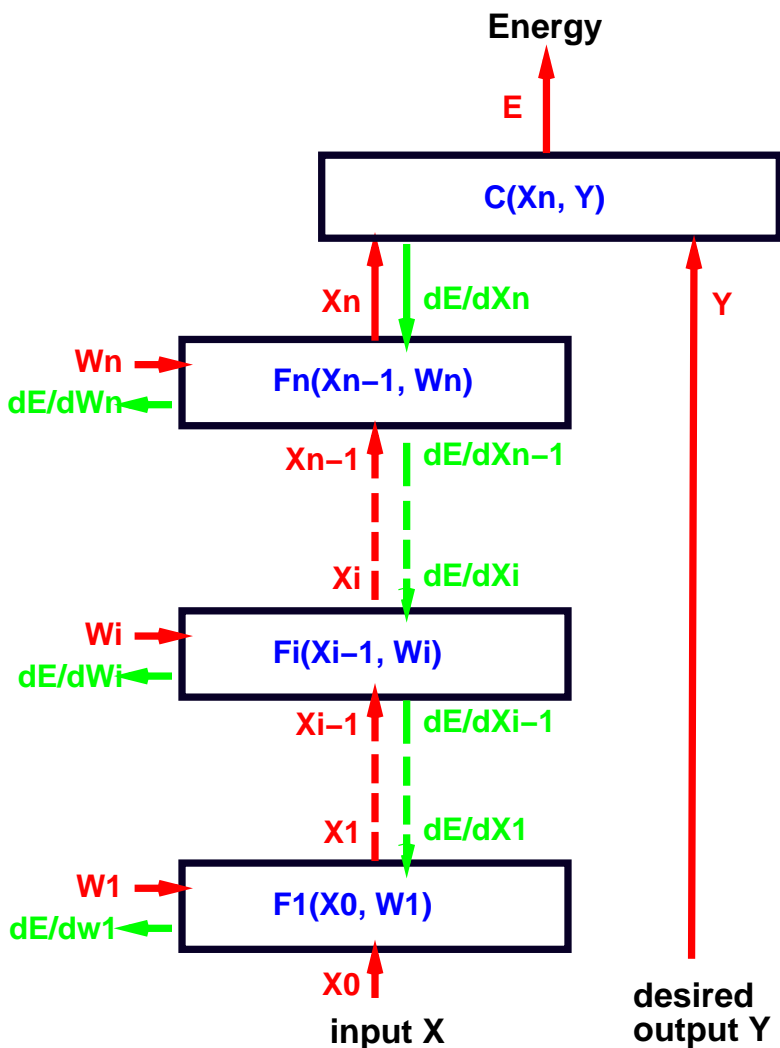 Energy
E
C(Xn, Y)
Xn
dE/dXn
Y
Wn
Fn(Xn−1, Wn)
dE/dWn
Xn−1
dE/dXn−1
Xi
dE/dXi
Wi
Fi(Xi−1, Wi)
dE/dWi
Xi−1
dE/dXi−1
X1
dE/dX1
W1
F1(X0, W1)
dE/dw1
X0
input X
desired
output Y